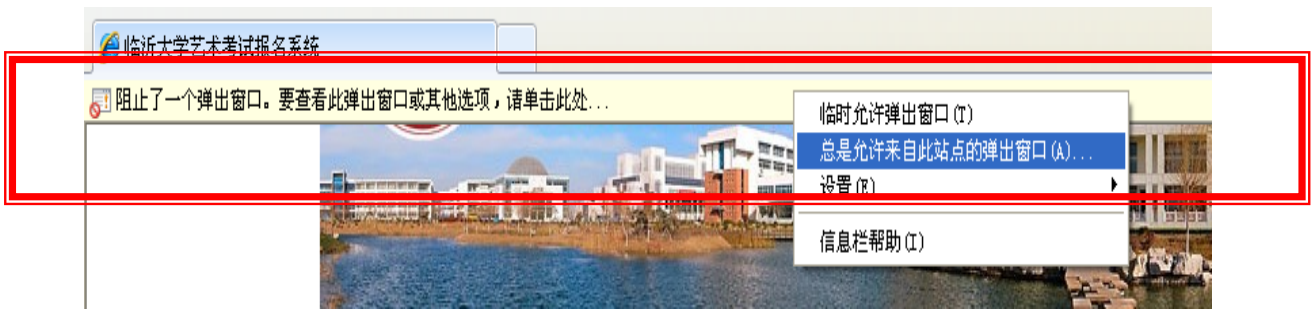 临沂大学艺术考试报名系统
阻止了一个弹出窗口。要查看此弹出窗口或其他选项，请单击此处...
临时允许弹出窗口(T)
总是允许来自此站点的弹出窗口(A)...
设置(E)
信息栏帮助(I)